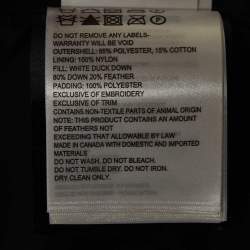 DO NOT REMOVE ANY LABELS-
WARRANTY WILL BE VOID
OUTERSHELL: 85% POLYESTER, 15% COTTON
LINING: 100% NYLON
FILL: WHITE DUCK DOWN
80% DOWN 20% FEATHER
PADDING: 100% POLYESTER
EXCLUSIVE OF EMBROIDERY
EXCLUSIVE OF TRIM
CONTAINS NON-TEXTILE PARTS OF ANIMAL ORIGIN
NOTE: THIS PRODUCT CONTAINS AN AMOUNT
OF FEATHERS NOT
EXCEEDING THAT ALLOWABLE BY LAW
MADE IN CANADA WITH DOMESTIC AND IMPORTED
MATERIALS
DO NOT WASH. DO NOT BLEACH.
DO NOT TUMBLE DRY. DO NOT IRON.
DRY CLEAN ONLY.